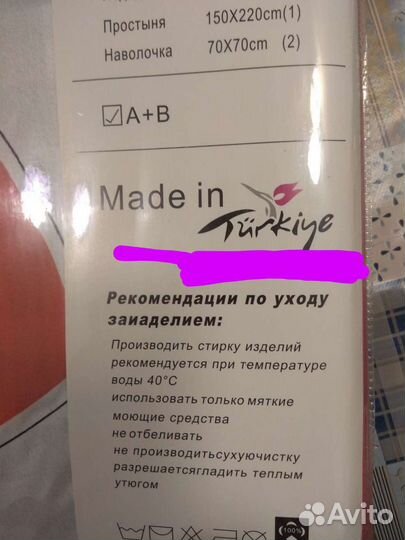 Простыня 150X220cm(1)
Наволочка 70X70cm (2)
A+B
Made in Türkiye
Рекомендации по уходу
заиаделием:
Производить стирку изделий
рекомендуется при температуре
воды 40°C
использовать только мягкие
моющие средства
не отбеливать
не производитьсухуючистку
разрешаетсягладить теплым
утюгом
100%
Avito